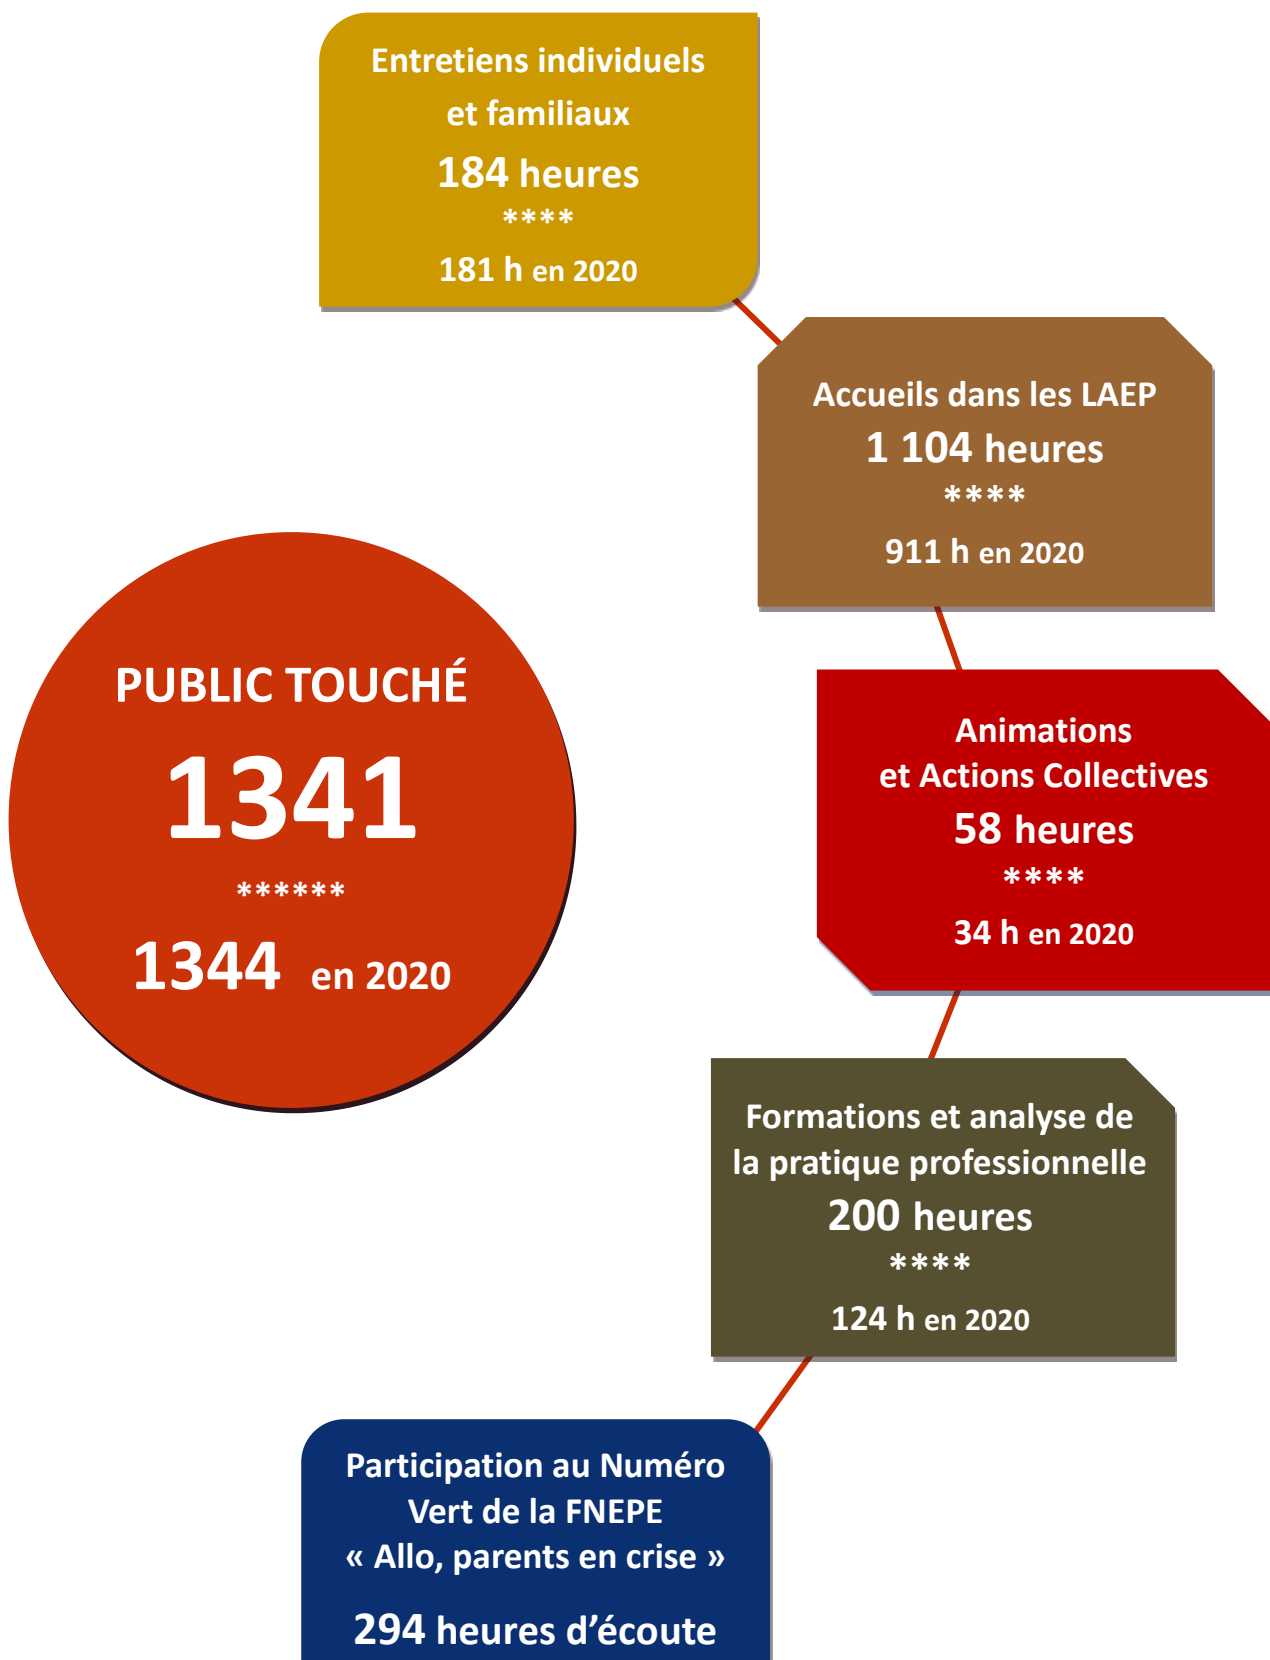 Entretiens individuels
et familiaux
184 heures
****
181 h en 2020
Accueils dans les LAEP
1 104 heures
****
911 h en 2020
PUBLIC TOUCHÉ
1341
******
1344 en 2020
Animations
et Actions Collectives
58 heures
****
34 h en 2020
Formations et analyse de
la pratique professionnelle
200 heures
****
124 h en 2020
Participation au Numéro
Vert de la FNEPE
« Allo, parents en crise »
294 heures d’écoute